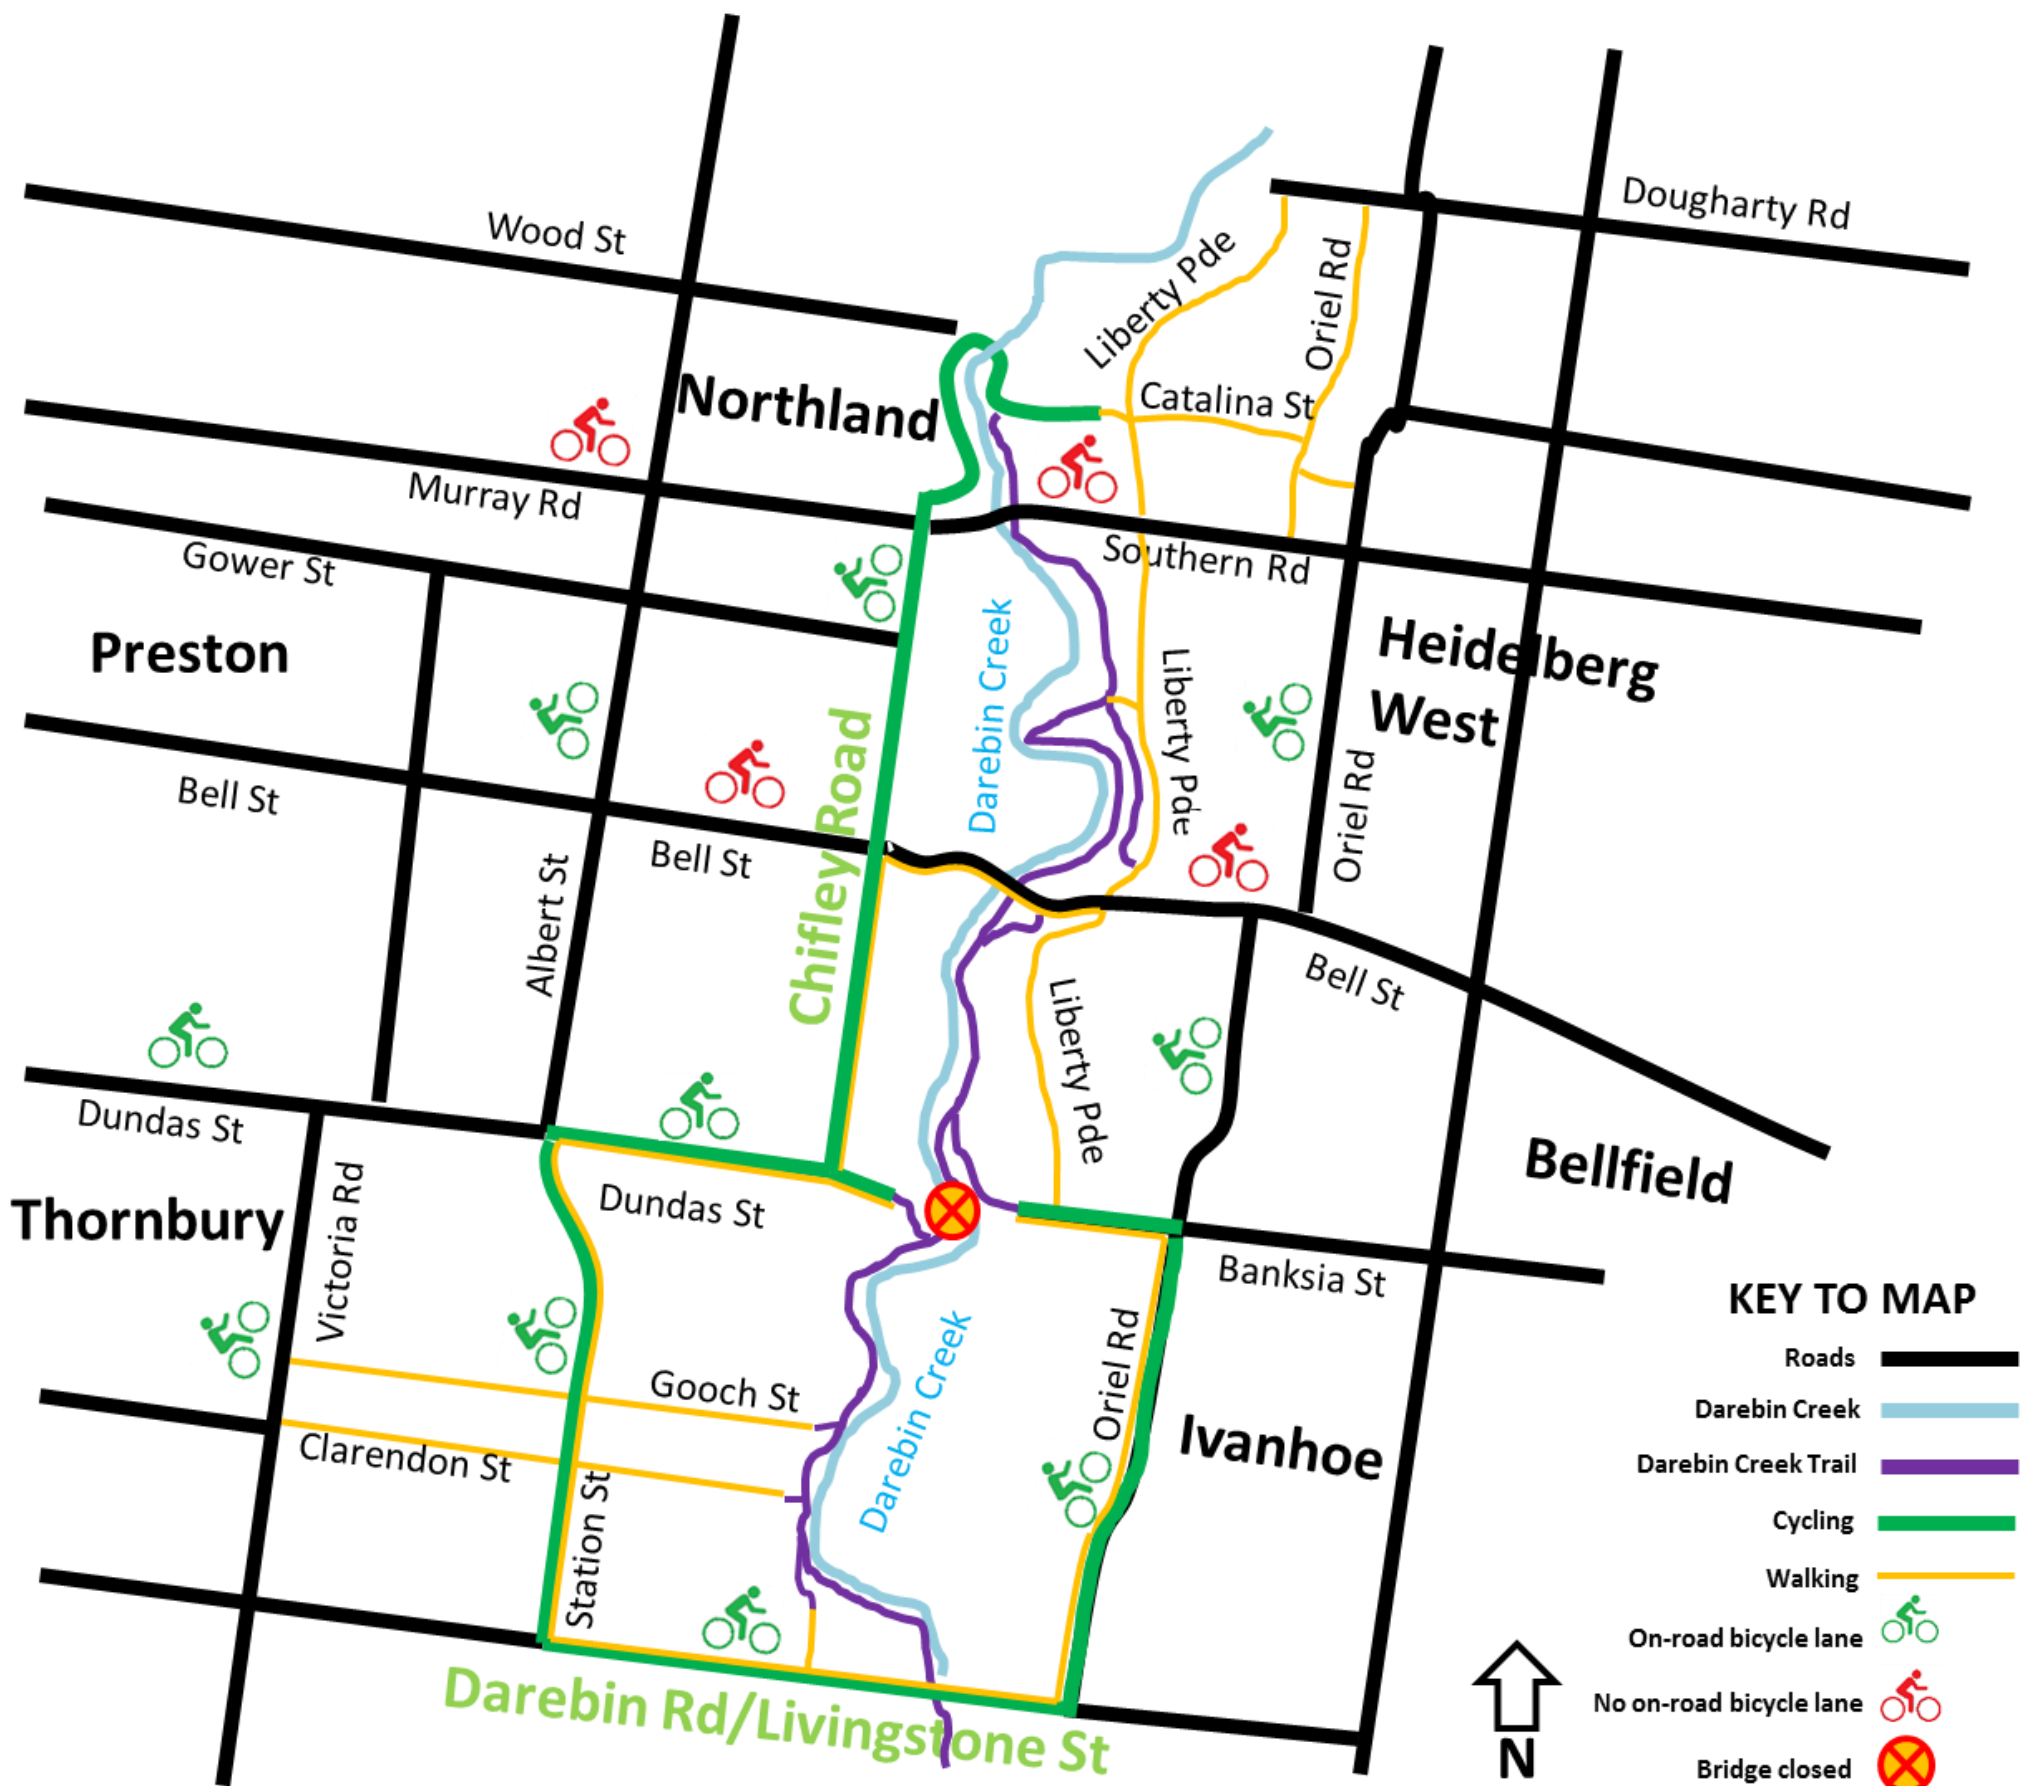 Dougharty Rd
Wood St
Liberty Pde
Oriel Rd
Northland
Catalina St
Murray Rd
Southern Rd
Gower St
Preston
Darebin Creek
Heidelberg
West
Liberty Pde
Chifley Road
Oriel Rd
Bell St
Bell St
Albert St
Bell St
Liberty Pde
Dundas St
Bellfield
Thornbury
Victoria Rd
Dundas St
Banksia St
KEY TO MAP
Roads
Darebin Creek
Darebin Creek Trail
Cycling
Walking
On-road bicycle lane
No on-road bicycle lane
Bridge closed
Oriel Rd
Darebin Creek
Gooch St
Ivanhoe
Clarendon St
Station St
Darebin Rd/Livingstone St
N